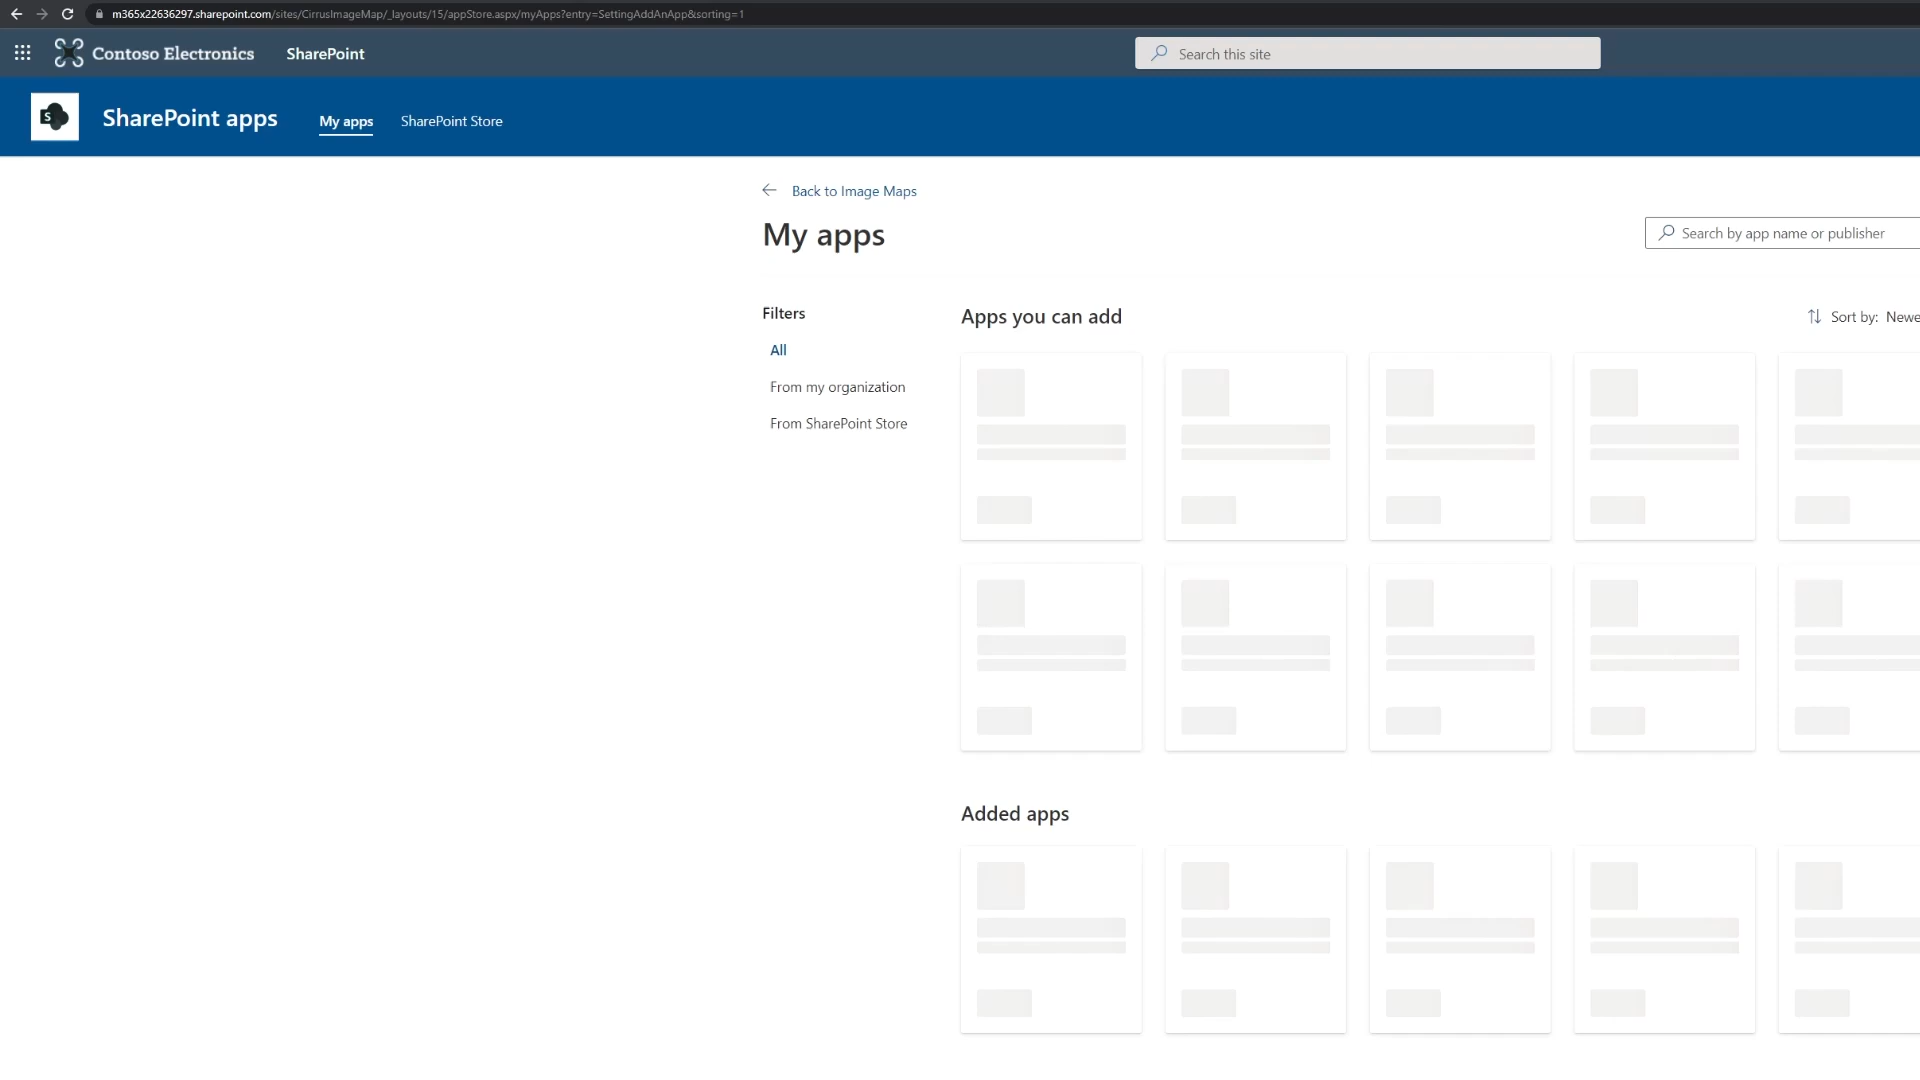 m365x22636297.sharepoint.com/sites/CirrusImageMap/_layouts/15/appStore.aspx/myApps?entry=SettingAddAnApp&sorting=1
Contoso Electronics
SharePoint
Search this site
S
SharePoint apps
My apps
SharePoint Store
Back to Image Maps
My apps
Search by app name or publisher
Filters
All
From my organization
From SharePoint Store
Apps you can add
Sort by: Newe
Added apps